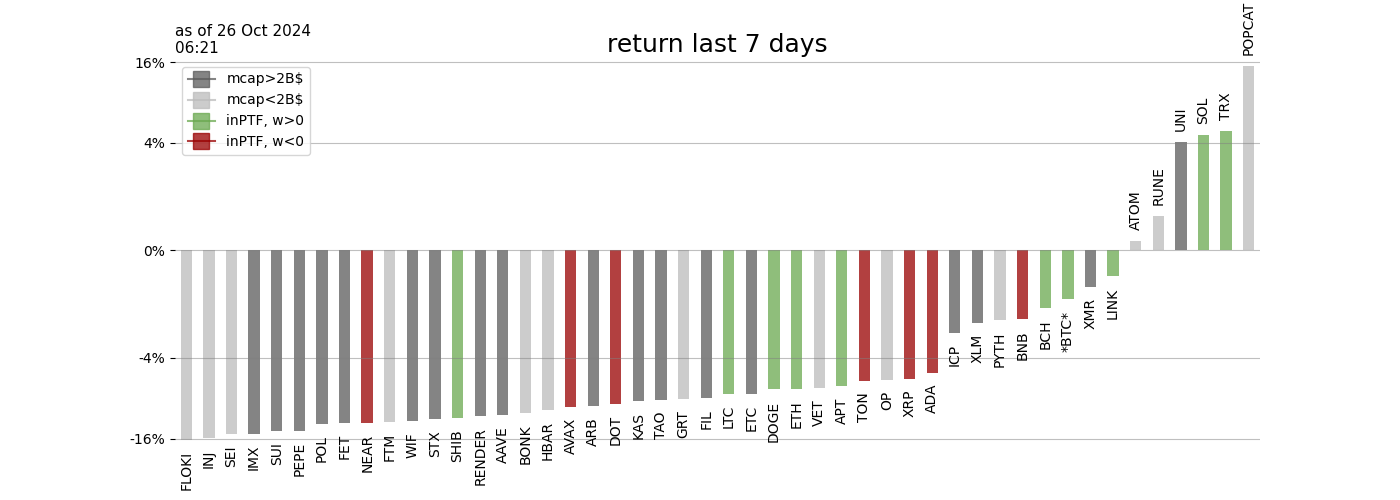 as of 26 Oct 2024
06:21
return last 7 days
16%
4%
0%
-4%
-16%
mcap>2B$
mcap<2B$
inPTF, w>0
inPTF, w<0
FLOKI
INJ
SEI
IMX
SUI
PEPE
POL
FET
NEAR
FTM
WIF
STX
SHIB
RENDER
AAVE
BONK
HBAR
AVAX
ARB
DOT
KAS
TAO
GRT
FIL
LTC
ETC
DOGE
ETH
VET
APT
TON
OP
XRP
ADA
ICP
XLM
PYTH
BNB
BCH
*BTC*
XMR
LINK
ATOM
RUNE
UNI
SOL
TRX
POPCAT